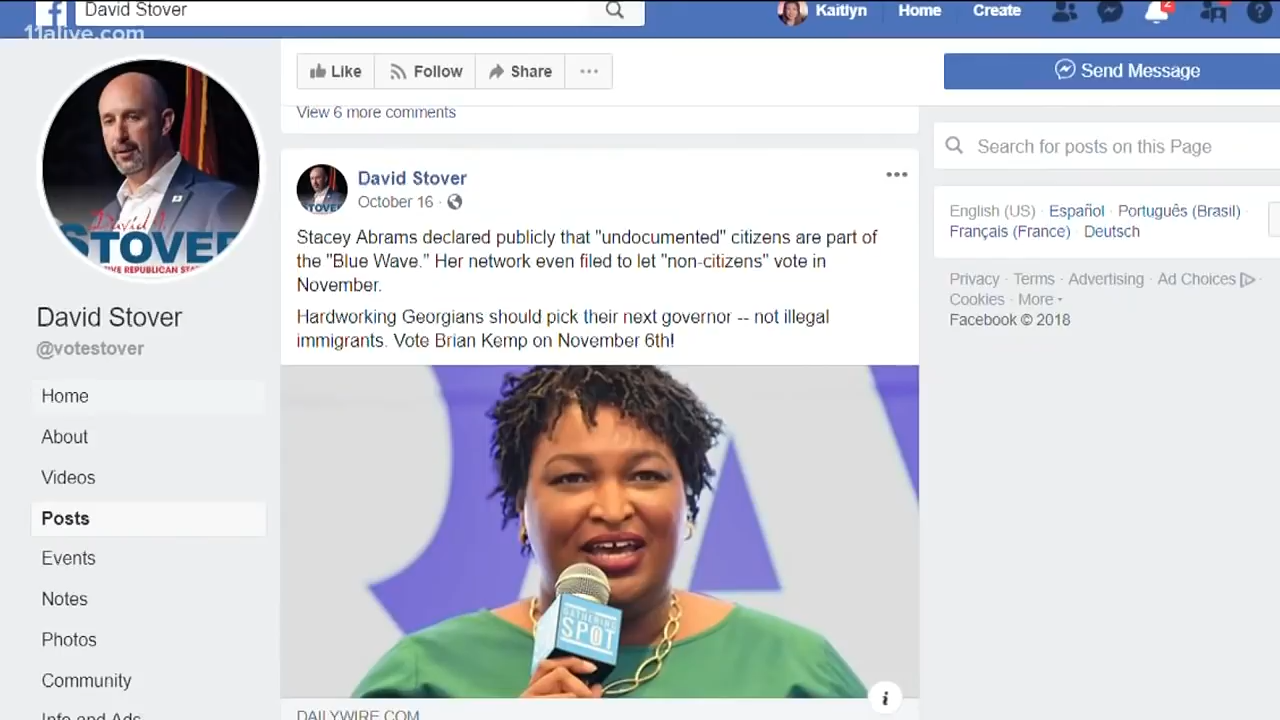 David Stover
Kaitlyn
Home
Create
2
11alive.com
Like
Follow
Share
Send Message
View 6 more comments
Search for posts on this Page
David Stover
October 16
Stacey Abrams declared publicly that "undocumented" citizens are part of
the "Blue Wave." Her network even filed to let "non-citizens" vote in
November.
Hardworking Georgians should pick their next governor -- not illegal
immigrants. Vote Brian Kemp on November 6th!
English (US) · Español · Português (Brasil) ·
Français (France) · Deutsch
Privacy · Terms · Advertising · Ad Choices ·
Cookies · More
Facebook © 2018
David
STOVER
David Stover
@votestover
Home
About
Videos
Posts
Events
Notes
Photos
Community
Info and Ads
GATHERING
SPOT
DAILYWIRE.COM